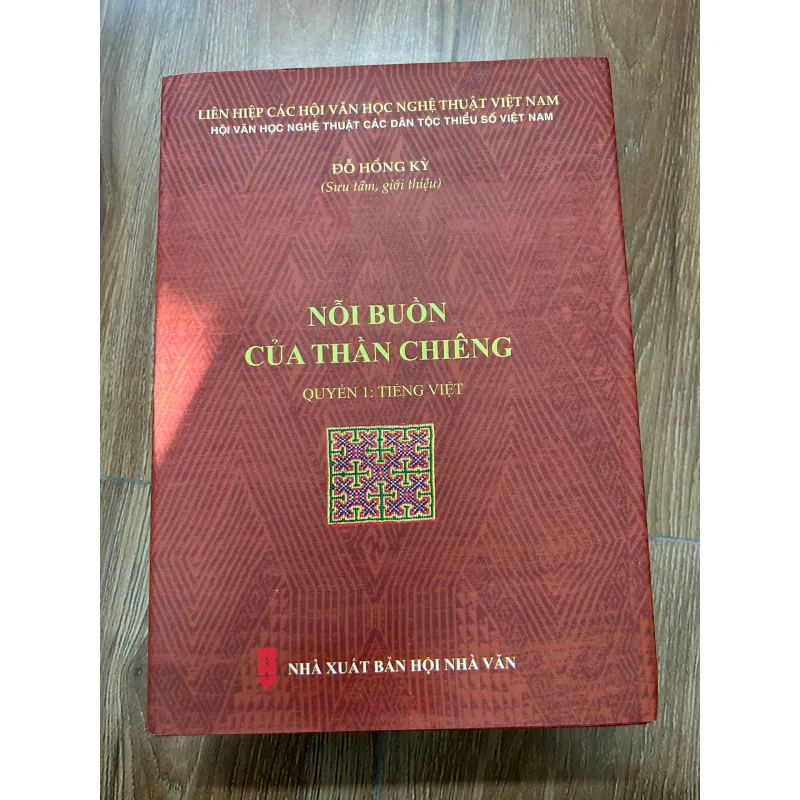 LIÊN HIỆP CÁC HỘI VĂN HỌC NGHỆ THUẬT VIỆT NAM
HỘI VĂN HỌC NGHỆ THUẬT CÁC DÂN TỘC THIỂU SỐ VIỆT NAM
ĐỖ HỒNG KỲ
(Sưu tầm, giới thiệu)
NỖI BUỒN
CỦA THẦN CHIÊNG
QUYỂN 1: TIẾNG VIỆT
NHÀ XUẤT BẢN HỘI NHÀ VĂN